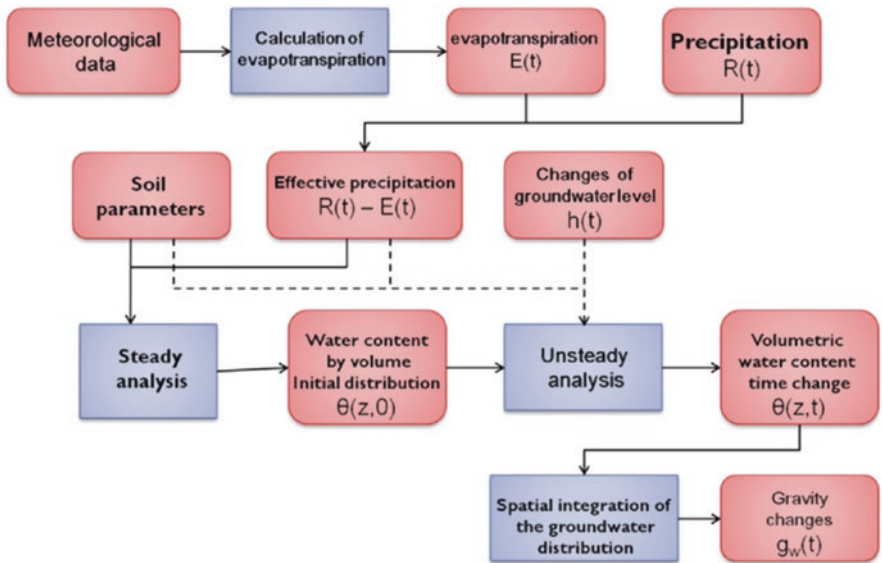 Meteorological
data
Calculation of
evapotranspiration
evapotranspiration
E(t)
Precipitation
R(t)
Soil
parameters
Effective precipitation
R(t) – E(t)
Changes of
groundwater level
h(t)
Steady
analysis
Water content
by volume
Initial distribution
θ(z,0)
Unsteady
analysis
Volumetric
water content
time change
θ(z,t)
Spatial integration of
the groundwater
distribution
Gravity
changes
g_w(t)